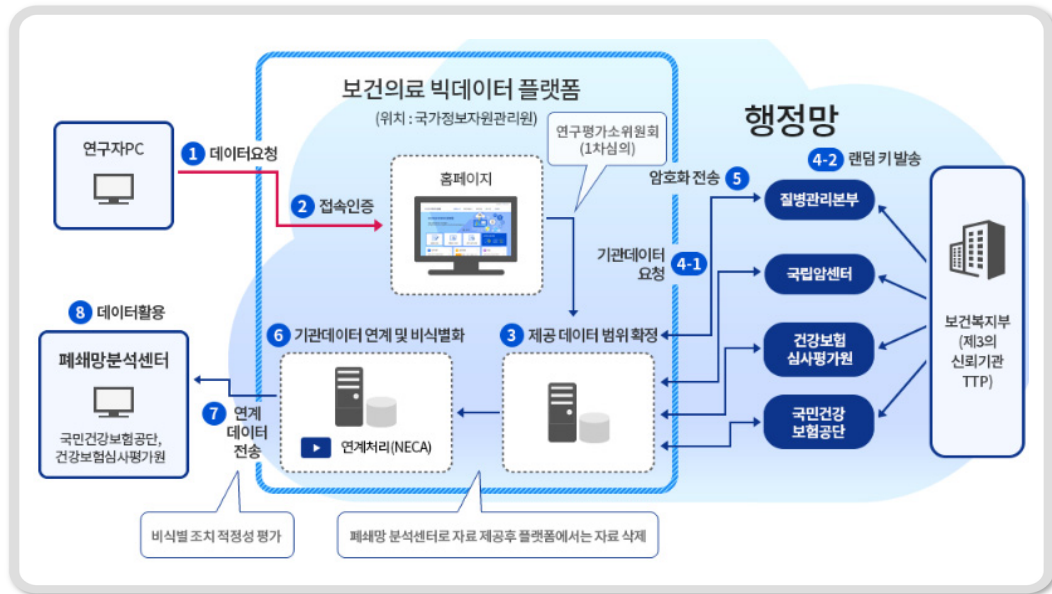 보건의료 빅데이터 플랫폼
(위치 : 국가정보자원관리원)
행정망
연구자PC
1 데이터요청
2 접속인증
홈페이지
연구평가소위원회
(1차심의)
암호화 전송 5
4-2 랜덤 키 발송
질병관리본부
기관데이터
요청 4-1
국립암센터
건강보험
심사평가원
국민건강
보험공단
보건복지부
(제3의
신뢰기관
TTP)
3 제공 데이터 범위 확정
6 기관데이터 연계 및 비식별화
연계처리(NECA)
7 연계
데이터
전송
8 데이터활용
폐쇄망분석센터
국민건강보험공단,
건강보험심사평가원
비식별 조치 적정성 평가
폐쇄망 분석센터로 자료 제공후 플랫폼에서는 자료 삭제